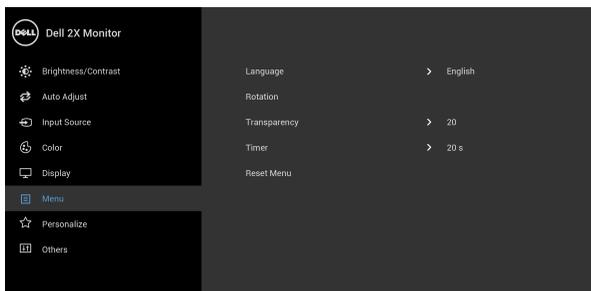 DELL Dell 2X Monitor
Brightness/Contrast Language > English
Auto Adjust Rotation
Input Source Transparency > 20
Color Timer > 20 s
Display Reset Menu
Menu
Personalize
Others